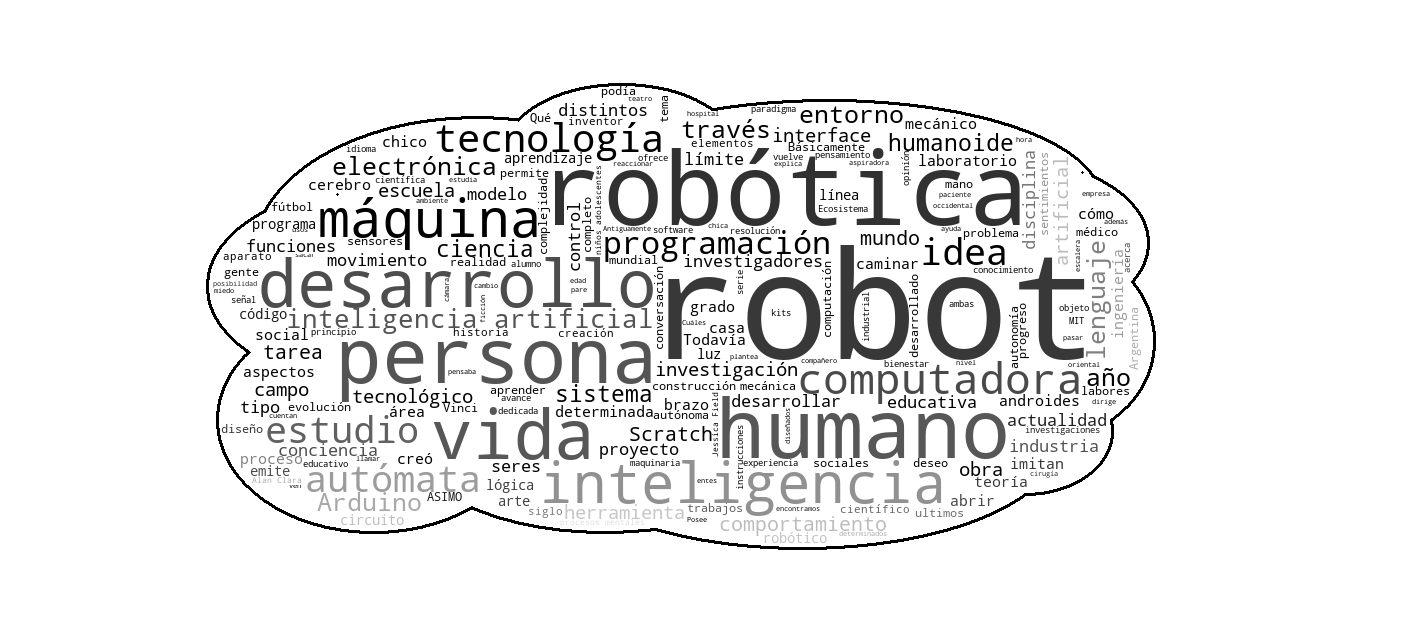 podía
teatro
distintos
tema
Qué
inventor
hospital
paradigma
entorno
mecánico
chico
tecnología
través
interface
elementos
Básicamente
humanoide
hora
idioma
electrónica
aprendizaje
ofrece
reaccionar
límite
vuelve
explica
pensamiento
aspiradora
opinión
laboratorio
cerebro
científica
estudia
permite
escuela
modelo
ambiente
robótica
línea
Ecosistema
mano
paciente
occidental
disciplina
sentimientos
artificial
empresa
fútbol
programa
máquina
complejidad
control
completo
niños adolescentes
Antiguamente
software
chica
resolución
ayuda
problema
cómo
además
médico
funciones
sensores
ciencia
programación
mundo
idea
aparato
movimiento
realidad
alumno
mundial
investigadores
caminar
conocimiento
escalera
acerca
gente
posibilidad
miedo
señal
desarrollo
cámara
cambio
ficción
edad
pare
conversación
robot
serie
computación
industrial
desarrollado
ambas
autonomía
progreso
objeto
MIT
pasar
oriental
lenguaje
ingeniería
Argentina
código
inteligencia artificial
grado
Cuáles
kits
social
principio
historia
creación
casa
Todavía
luz
plantea
compañero
bienestar
nivel
tarea
persona
aspectos
pensaba
investigación
computadora
año
campo
tecnológico
aprender
avance
sistema
construcción
mecánica
labores
dirige
tipo
evolución
cuentan
área
Vinci
dedicada
determinada
brazo
autónoma
Jessica Field
desarrollar
educativa
androides
diseño
estudio
vida
Scratch
humano
diseñados
actualidad
investigaciones
conciencia
proyecto
instrucciones
industria
proceso
educativo
llamar
creó
seres
maquinaria
experiencia
sociales
deseo
obra
imitan
cirugía
emite
Alan Clara
autómata
lógica
inteligencia
entes
teoría
Arduino
ASIMO
arte
siglo
herramienta
procesos mentales
trabajos
Posee
encontramos
científico
ultimos
abrir
circuito
comportamiento
robótico
determinados